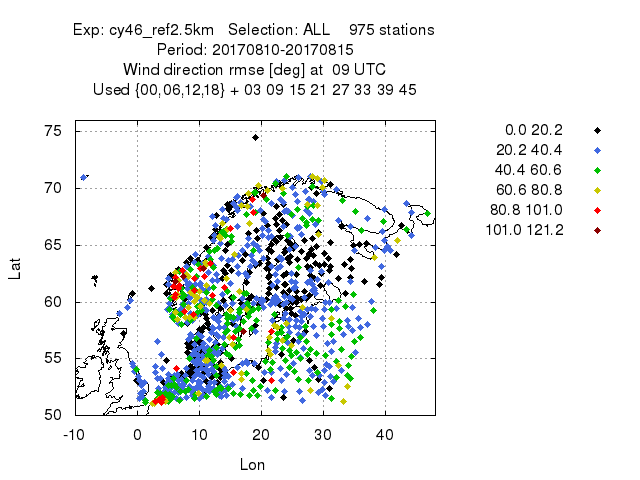 Exp: cy46_ref2.5km   Selection: ALL    975 stations
Period: 20170810-20170815
Wind direction rmse [deg] at  09 UTC
Used {00,06,12,18} + 03 09 15 21 27 33 39 45
75
70
65
60
55
50
Lat
-10 0 10 20 30 40
Lon
0.0 20.2
20.2 40.4
40.4 60.6
60.6 80.8
80.8 101.0
101.0 121.2